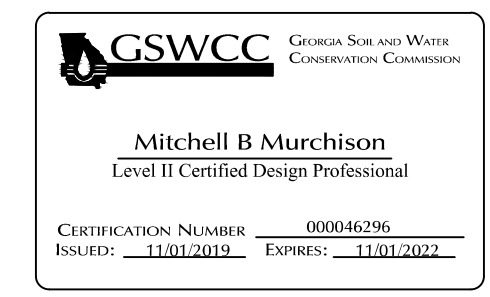 GSWCC
Georgia Soil and Water
Conservation Commission
Mitchell B Murchison
Level II Certified Design Professional
Certification Number 000046296
Issued: 11/01/2019 Expires: 11/01/2022